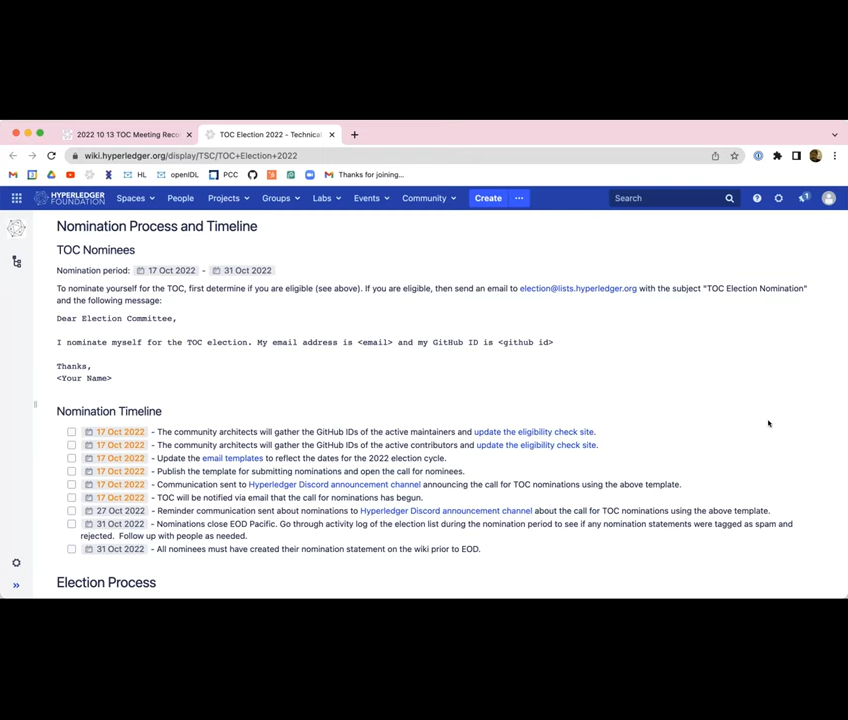 2022 10 13 TOC Meeting Reco
TOC Election 2022 - Technical
wiki.hyperledger.org/display/TSC/TOC+Election+2022
HL
openIDL
PCC
Thanks for joining...
HYPERLEDGER
FOUNDATION
Spaces
People
Projects
Groups
Labs
Events
Community
Create
Search
Nomination Process and Timeline
TOC Nominees
Nomination period: 17 Oct 2022 - 31 Oct 2022
To nominate yourself for the TOC, first determine if you are eligible (see above). If you are eligible, then send an email to election@lists.hyperledger.org with the subject "TOC Election Nomination"
and the following message:
Dear Election Committee,
I nominate myself for the TOC election. My email address is <email> and my GitHub ID is <github id>
Thanks,
<Your Name>
Nomination Timeline
17 Oct 2022 - The community architects will gather the GitHub IDs of the active maintainers and update the eligibility check site.
17 Oct 2022 - The community architects will gather the GitHub IDs of the active contributors and update the eligibility check site.
17 Oct 2022 - Update the email templates to reflect the dates for the 2022 election cycle.
17 Oct 2022 - Publish the template for submitting nominations and open the call for nominees.
17 Oct 2022 - Communication sent to Hyperledger Discord announcement channel announcing the call for TOC nominations using the above template.
17 Oct 2022 - TOC will be notified via email that the call for nominations has begun.
27 Oct 2022 - Reminder communication sent about nominations to Hyperledger Discord announcement channel about the call for TOC nominations using the above template.
31 Oct 2022 - Nominations close EOD Pacific. Go through activity log of the election list during the nomination period to see if any nomination statements were tagged as spam and
rejected. Follow up with people as needed.
31 Oct 2022 - All nominees must have created their nomination statement on the wiki prior to EOD.
Election Process